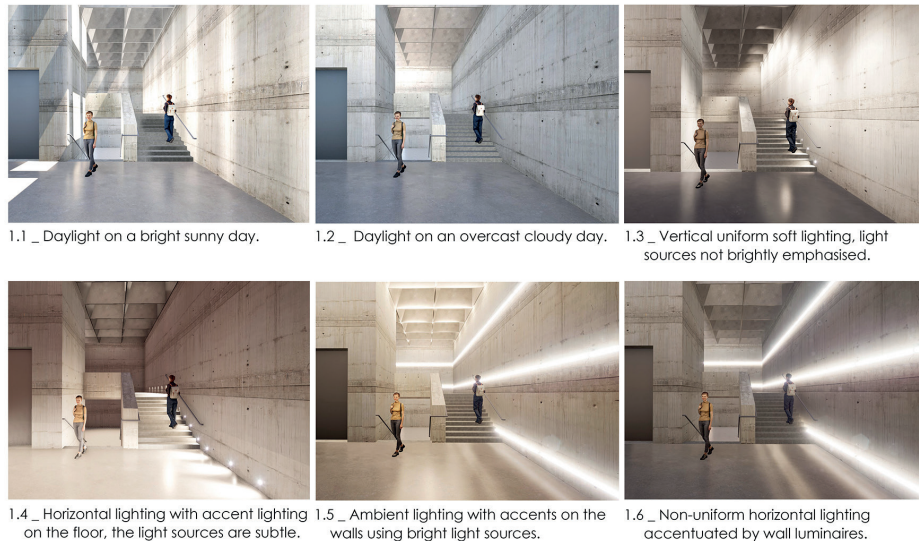 1.1 _ Daylight on a bright sunny day.
1.2 _ Daylight on an overcast cloudy day.
1.3 _ Vertical uniform soft lighting, light
sources not brightly emphasised.
1.4 _ Horizontal lighting with accent lighting
on the floor, the light sources are subtle.
1.5 _ Ambient lighting with accents on the
walls using bright light sources.
1.6 _ Non-uniform horizontal lighting
accentuated by wall luminaires.